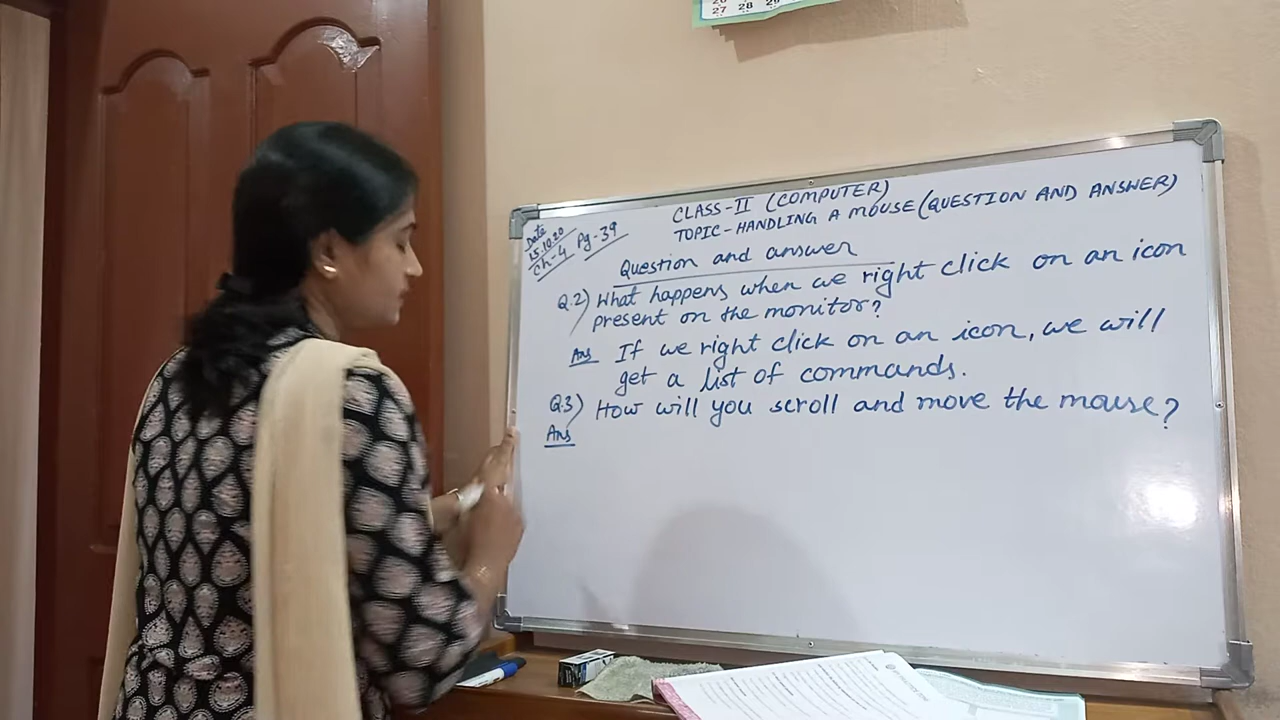 27 28 29
CLASS-II (COMPUTER)
TOPIC-HANDLING A MOUSE (QUESTION AND ANSWER)
Date
15.10.20
Ch-4 Pg-39
Question and answer
Q.2) What happens when we right click on an icon
present on the monitor?
Ans If we right click on an icon, we will
get a list of commands.
Q.3) How will you scroll and move the mouse?
Ans